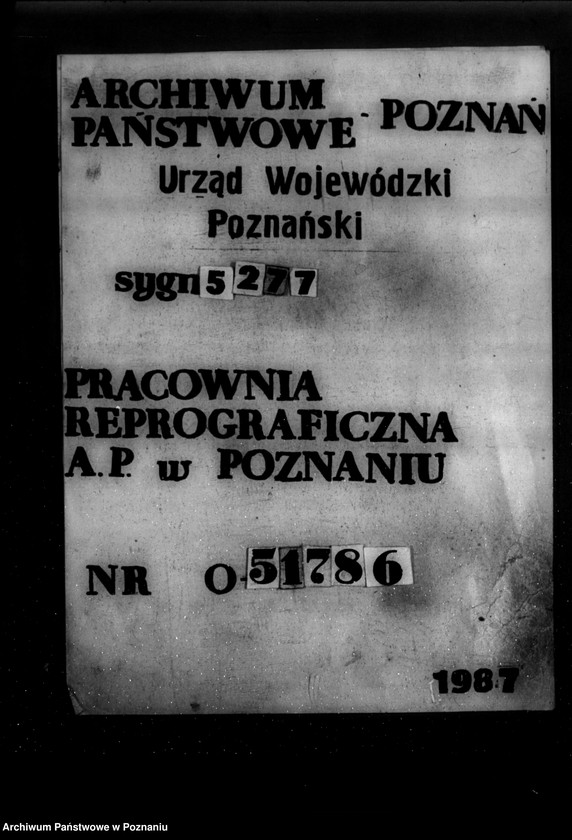 ARCHIWUM
PAŃSTWOWE - POZNAŃ
Urząd Wojewódzki
Poznański
sygn 5277
PRACOWNIA
REPROGRAFICZNA
A.P. w POZNANIU
NR O-51786
1987
Archiwum Państwowe w Poznaniu